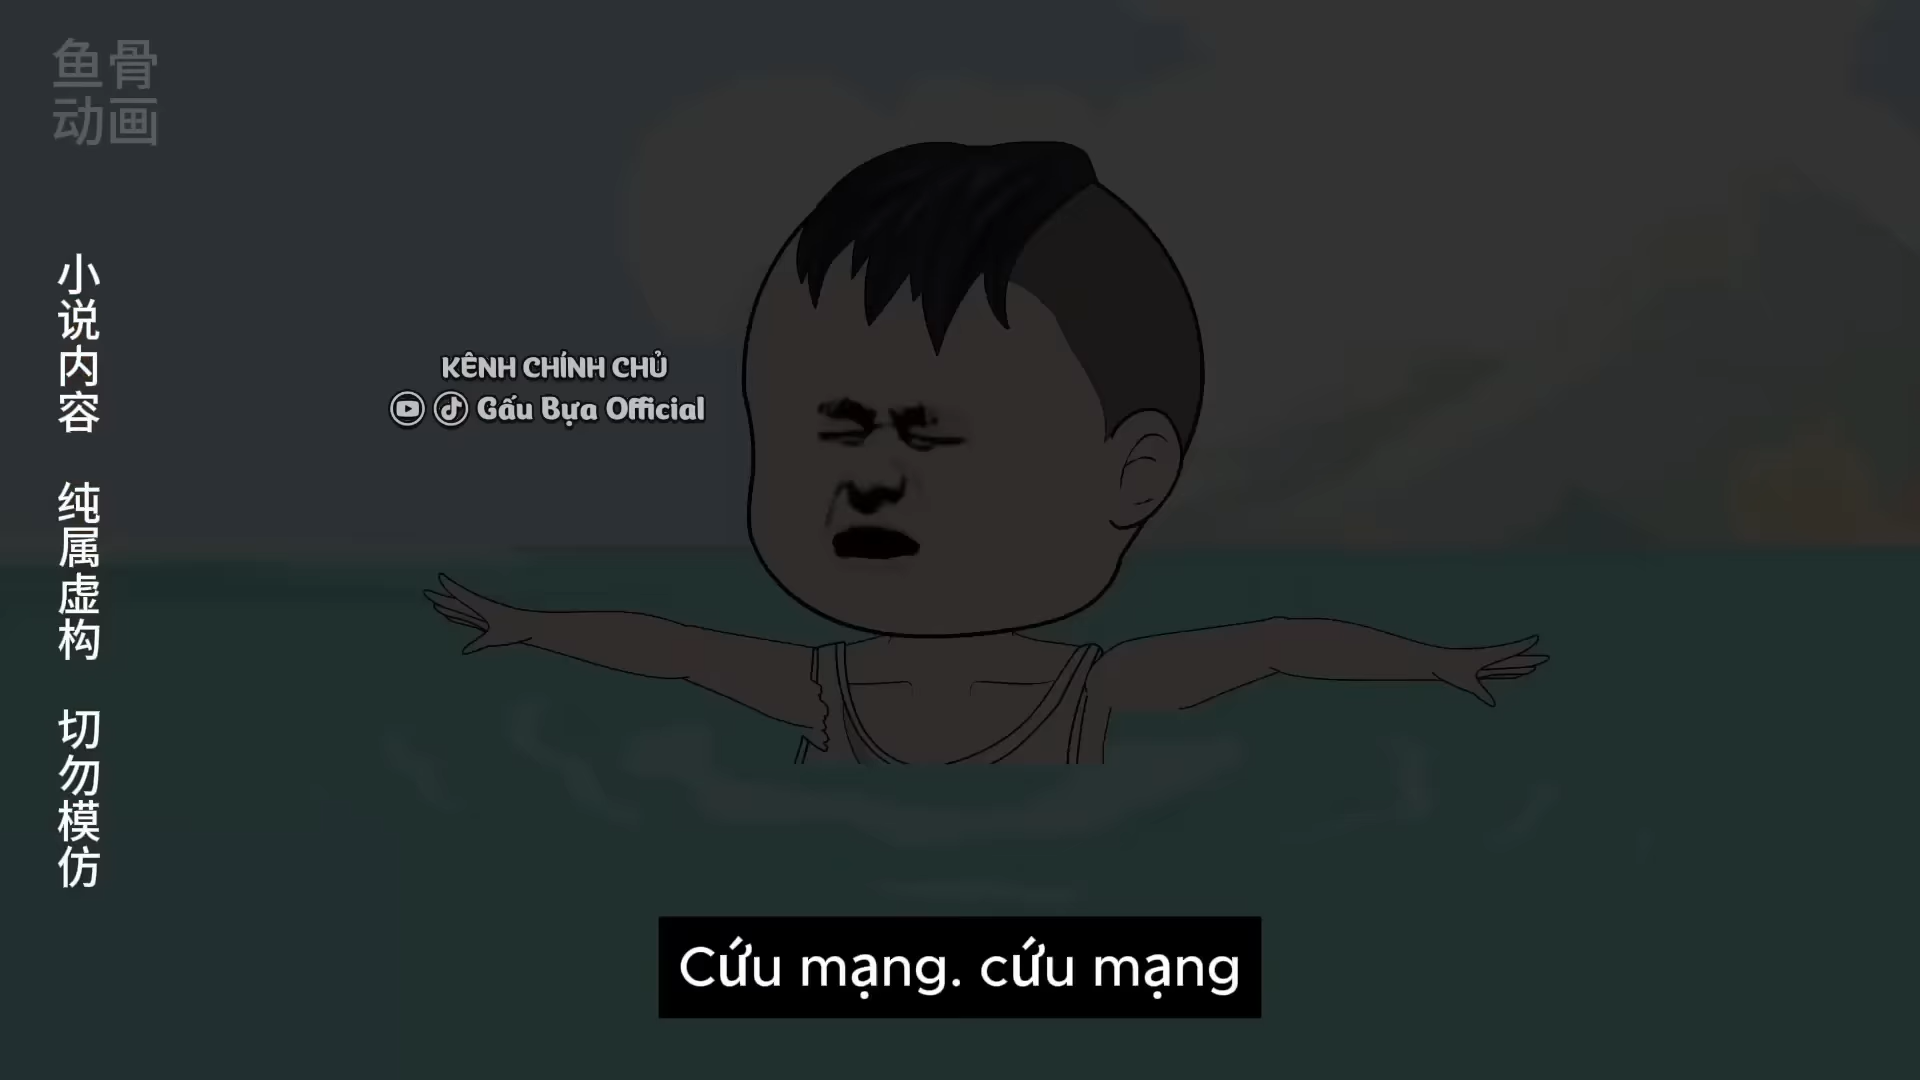 鱼骨
动画
小说内容 纯属虚构 切勿模仿
KÊNH CHÍNH CHỦ
Gấu Bựa Official
Cứu mạng. cứu mạng